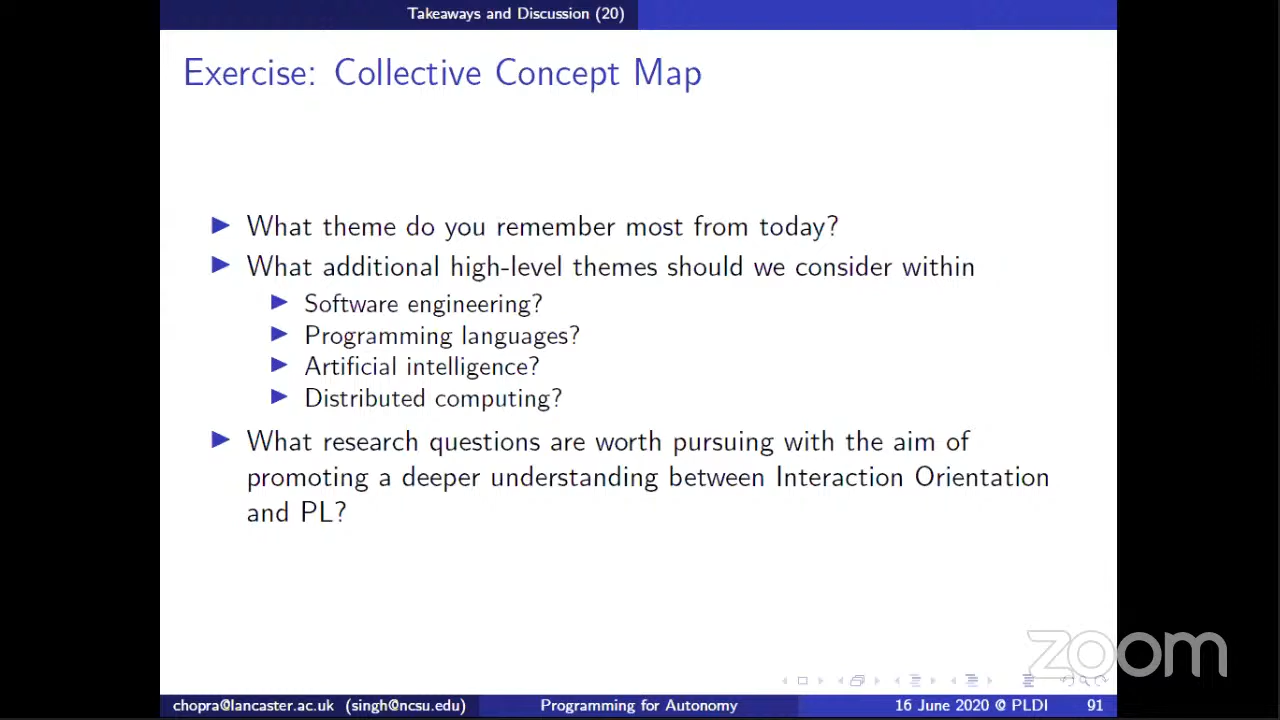 Takeaways and Discussion (20)
Exercise: Collective Concept Map
What theme do you remember most from today?
What additional high-level themes should we consider within
Software engineering?
Programming languages?
Artificial intelligence?
Distributed computing?
What research questions are worth pursuing with the aim of
promoting a deeper understanding between Interaction Orientation
and PL?
zoom
chopra@lancaster.ac.uk (singh@ncsu.edu) Programming for Autonomy 16 June 2020 @ PLDI 91